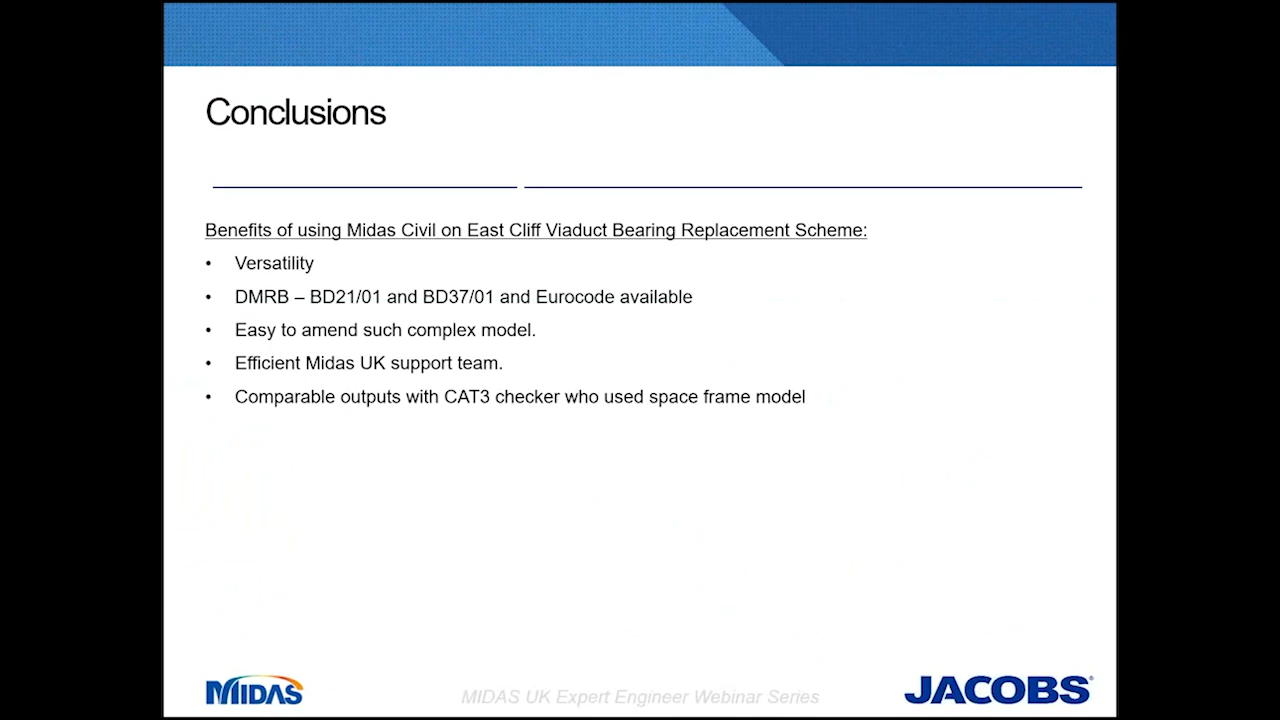 Conclusions
Benefits of using Midas Civil on East Cliff Viaduct Bearing Replacement Scheme:
• Versatility
• DMRB – BD21/01 and BD37/01 and Eurocode available
• Easy to amend such complex model.
• Efficient Midas UK support team.
• Comparable outputs with CAT3 checker who used space frame model
MIDAS
MIDAS UK Expert Engineer Webinar Series
JACOBS®